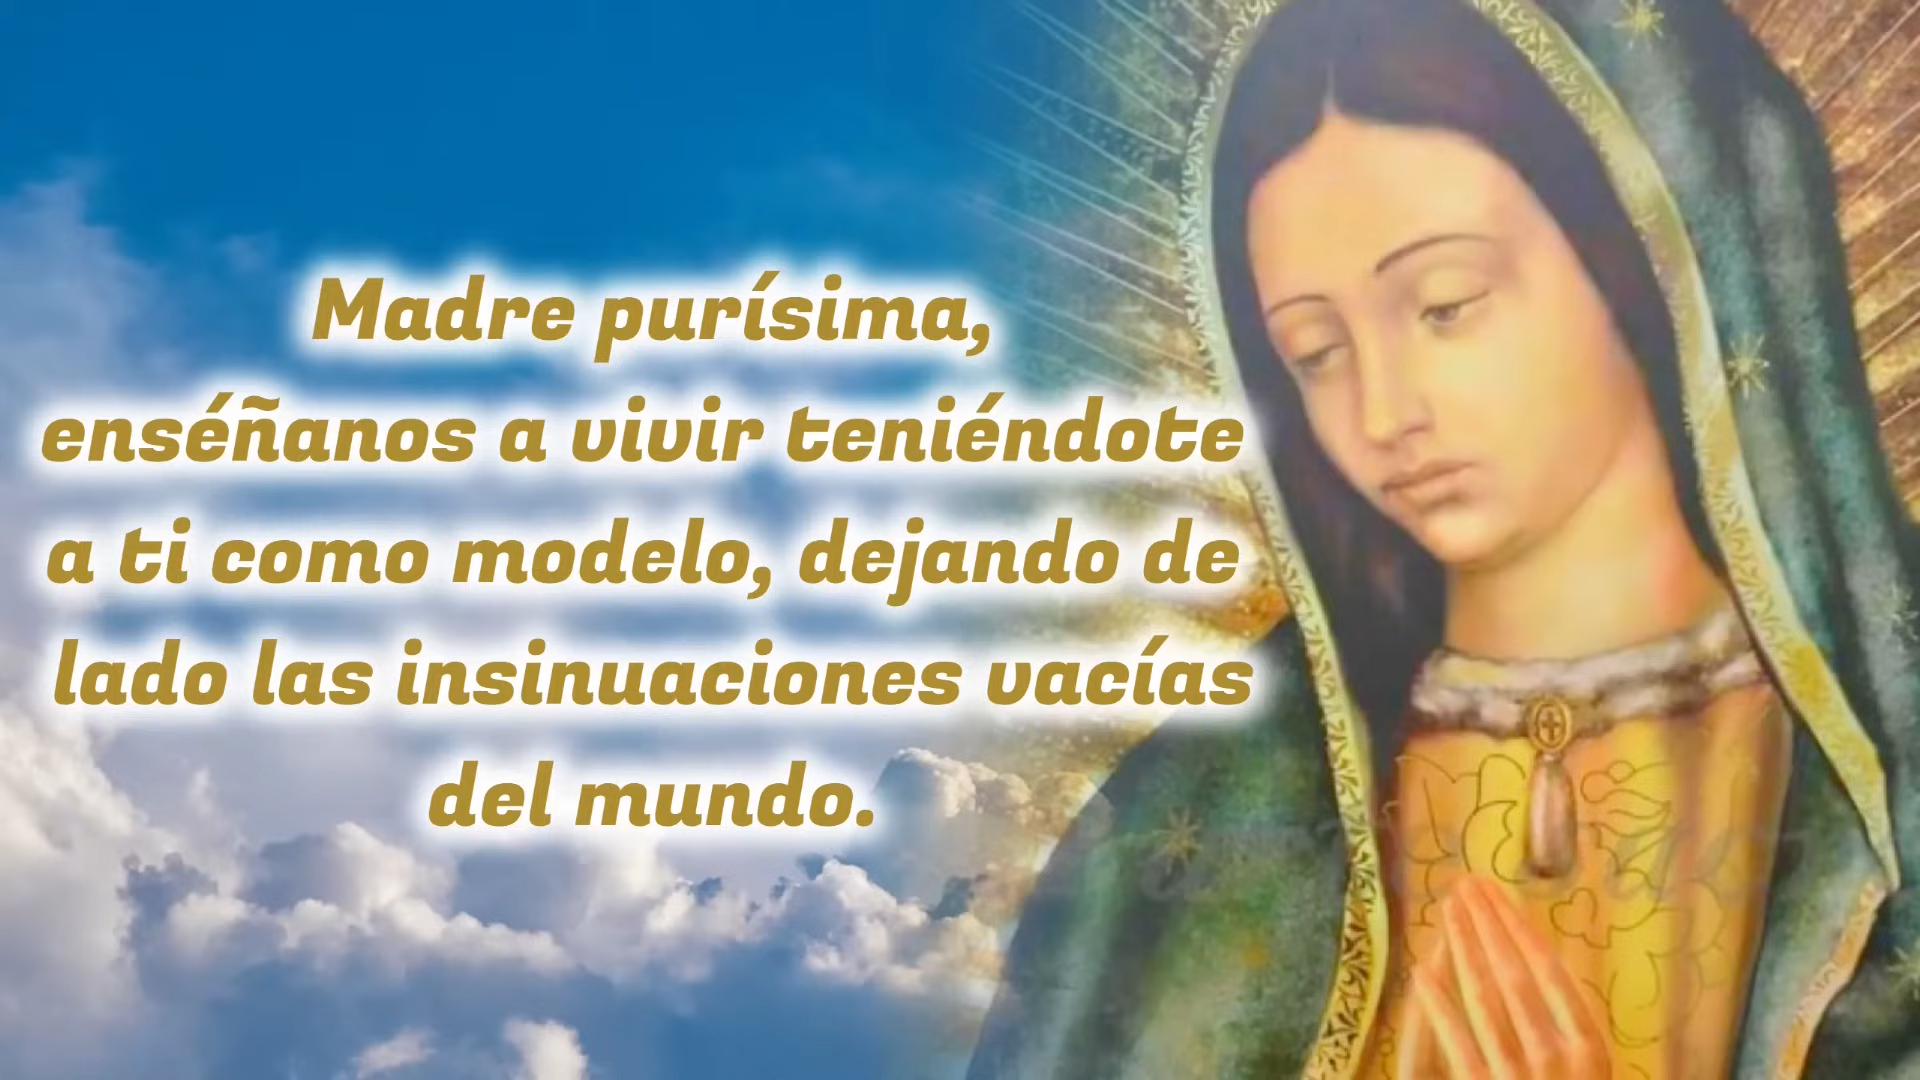 Madre purísima,
enséñanos a vivir teniéndote
a ti como modelo, dejando de
lado las insinuaciones vacías
del mundo.